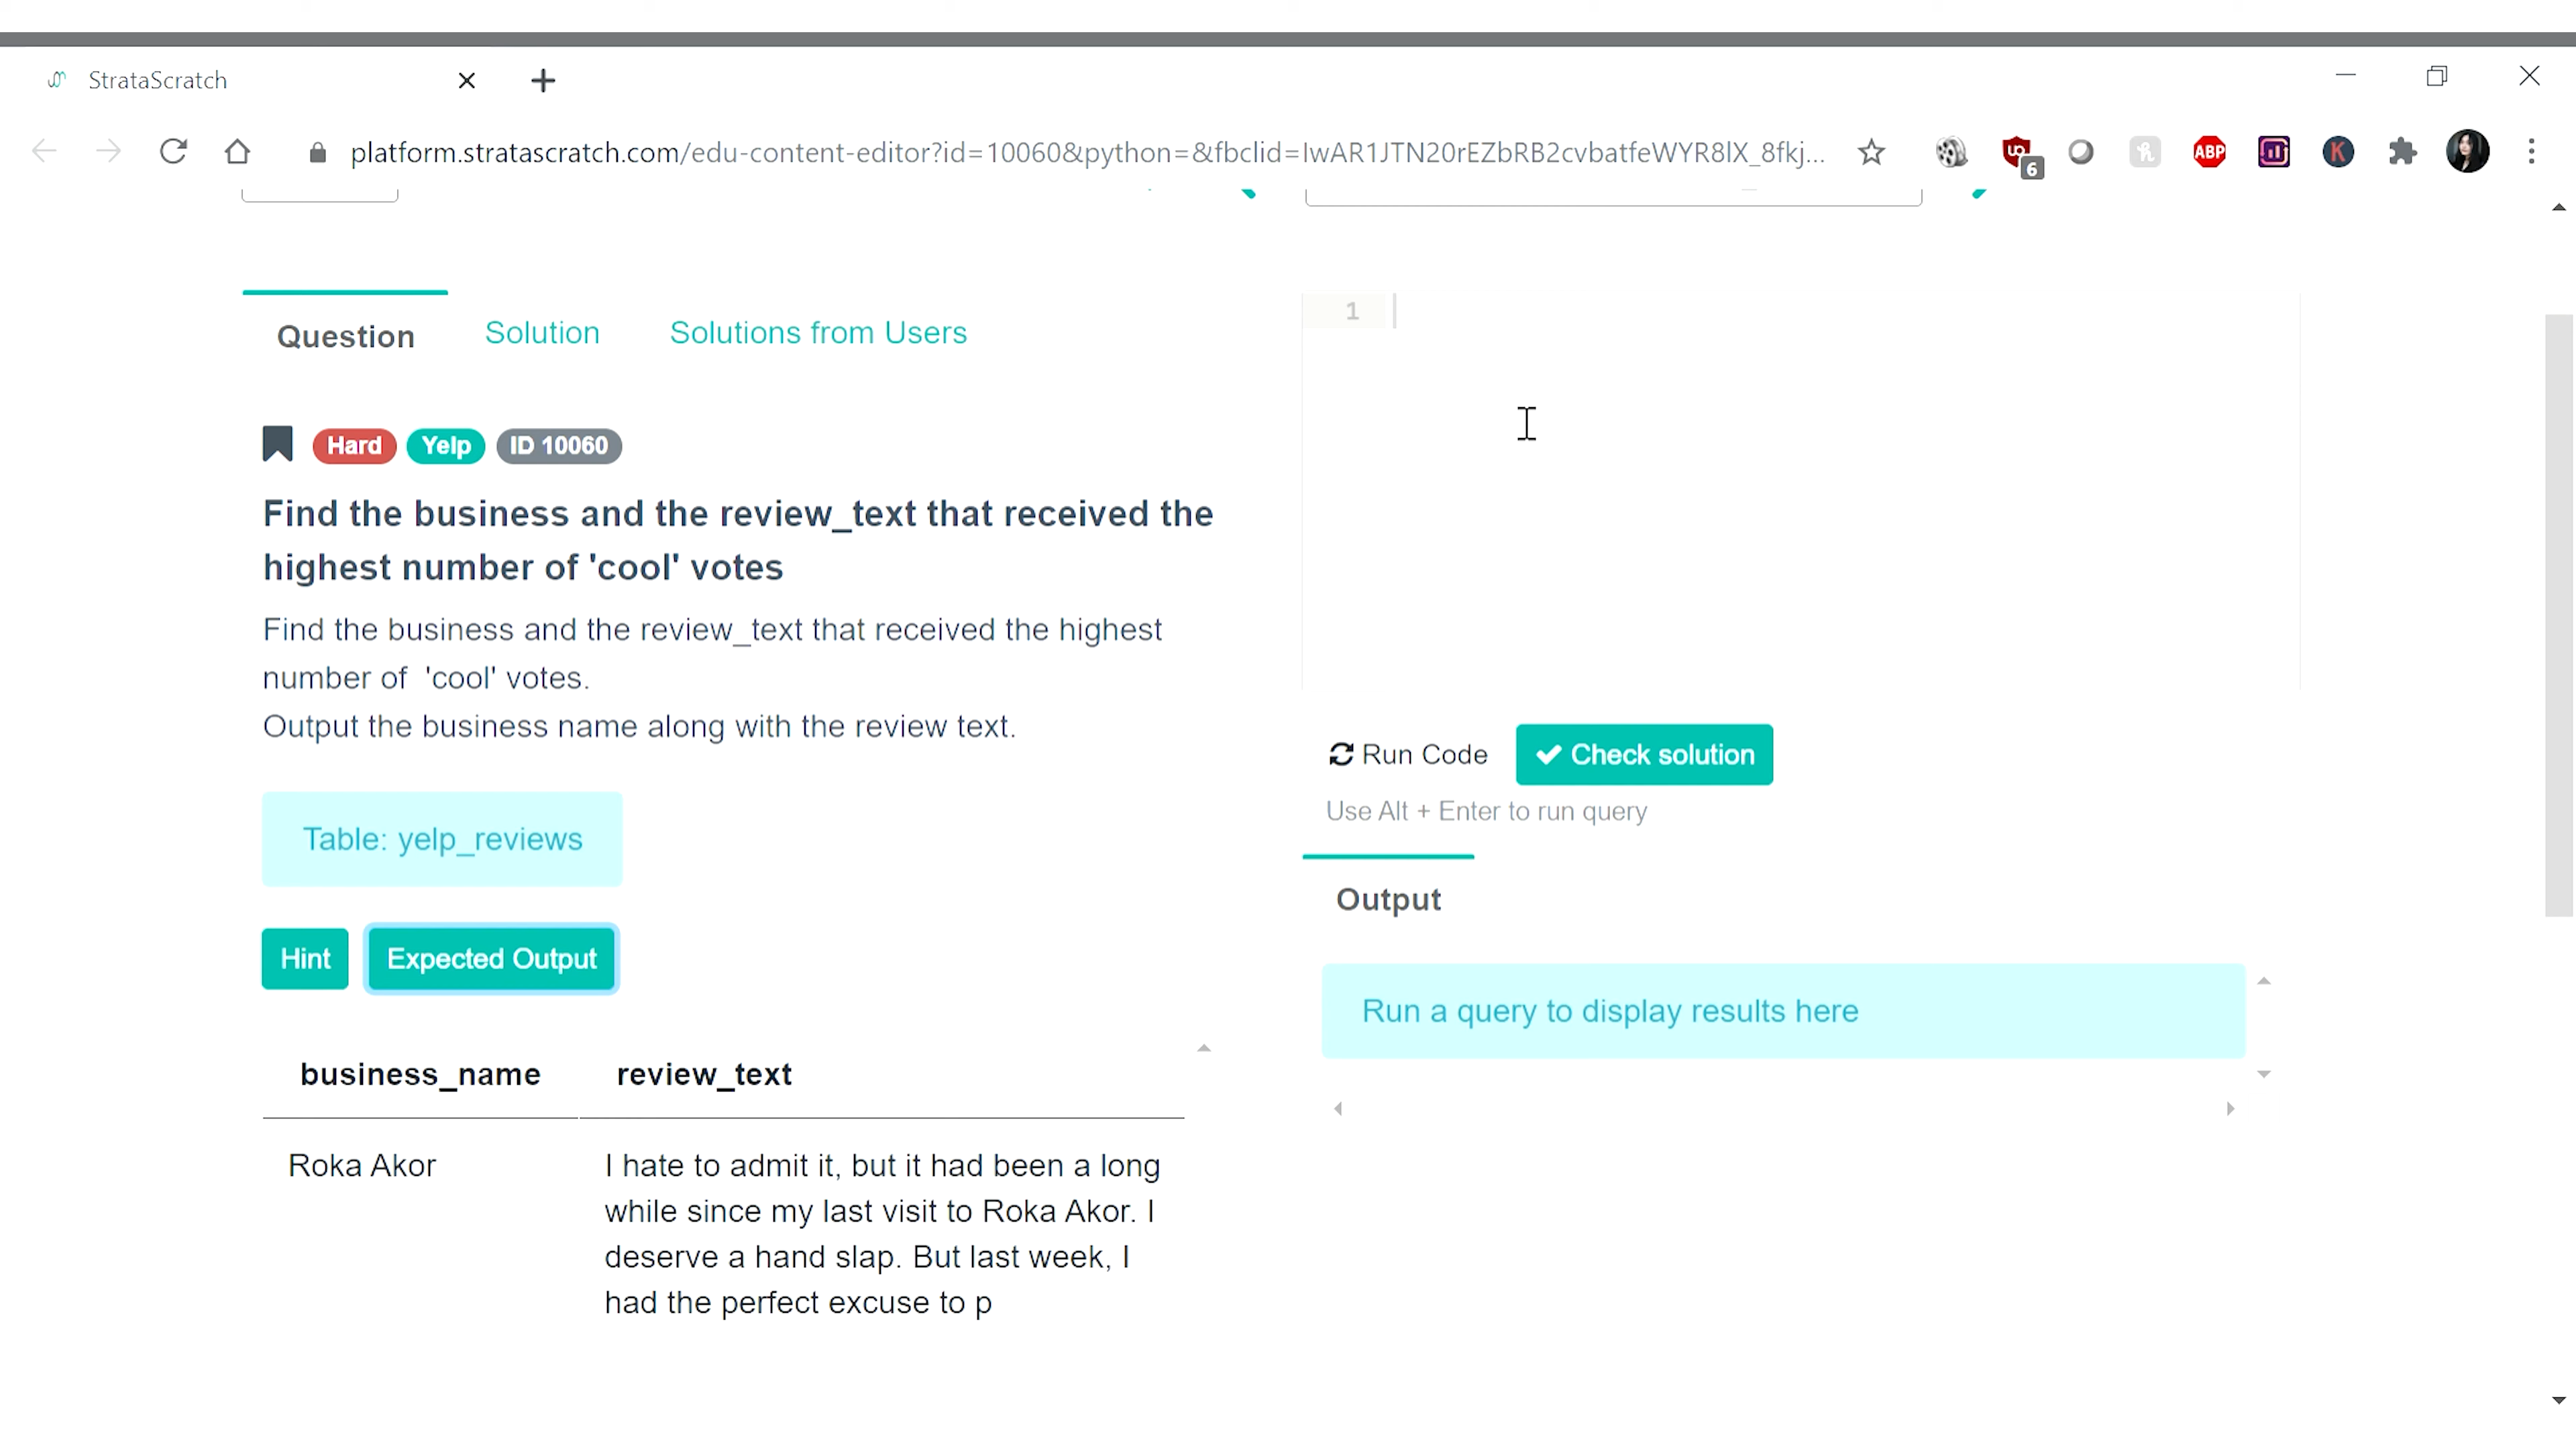 StrataScratch
platform.stratascratch.com/edu-content-editor?id=10060&python=&fbclid=IwAR1JTN20rEZbRB2cvbatfeWYR8lX_8fkj...
6
ABP
K
Question
Solution
Solutions from Users
1
Hard
Yelp
ID 10060
Find the business and the review_text that received the
highest number of 'cool' votes
Find the business and the review_text that received the highest
number of 'cool' votes.
Output the business name along with the review text.
Table: yelp_reviews
Hint
Expected Output
business_name
review_text
Roka Akor
I hate to admit it, but it had been a long
while since my last visit to Roka Akor. I
deserve a hand slap. But last week, I
had the perfect excuse to p
Run Code
Check solution
Use Alt + Enter to run query
Output
Run a query to display results here